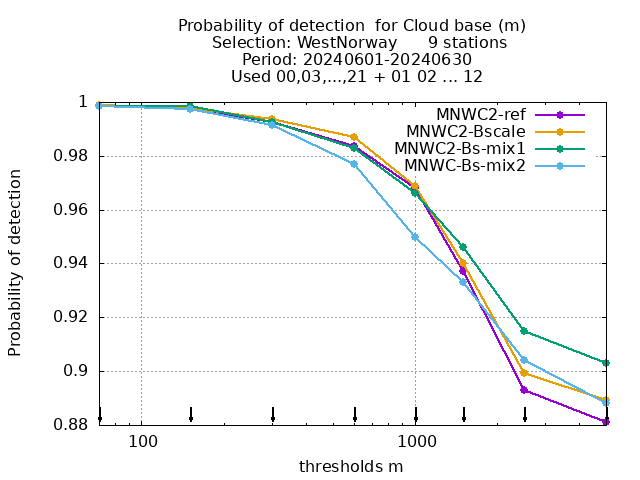 Probability of detection  for Cloud base (m)
Selection: WestNorway      9 stations
Period: 20240601-20240630
Used 00,03,...,21 + 01 02 ... 12
MNWC2-ref
MNWC2-Bscale
MNWC2-Bs-mix1
MNWC-Bs-mix2
1
0.98
0.96
0.94
0.92
0.9
0.88
Probability of detection
100
1000
thresholds m